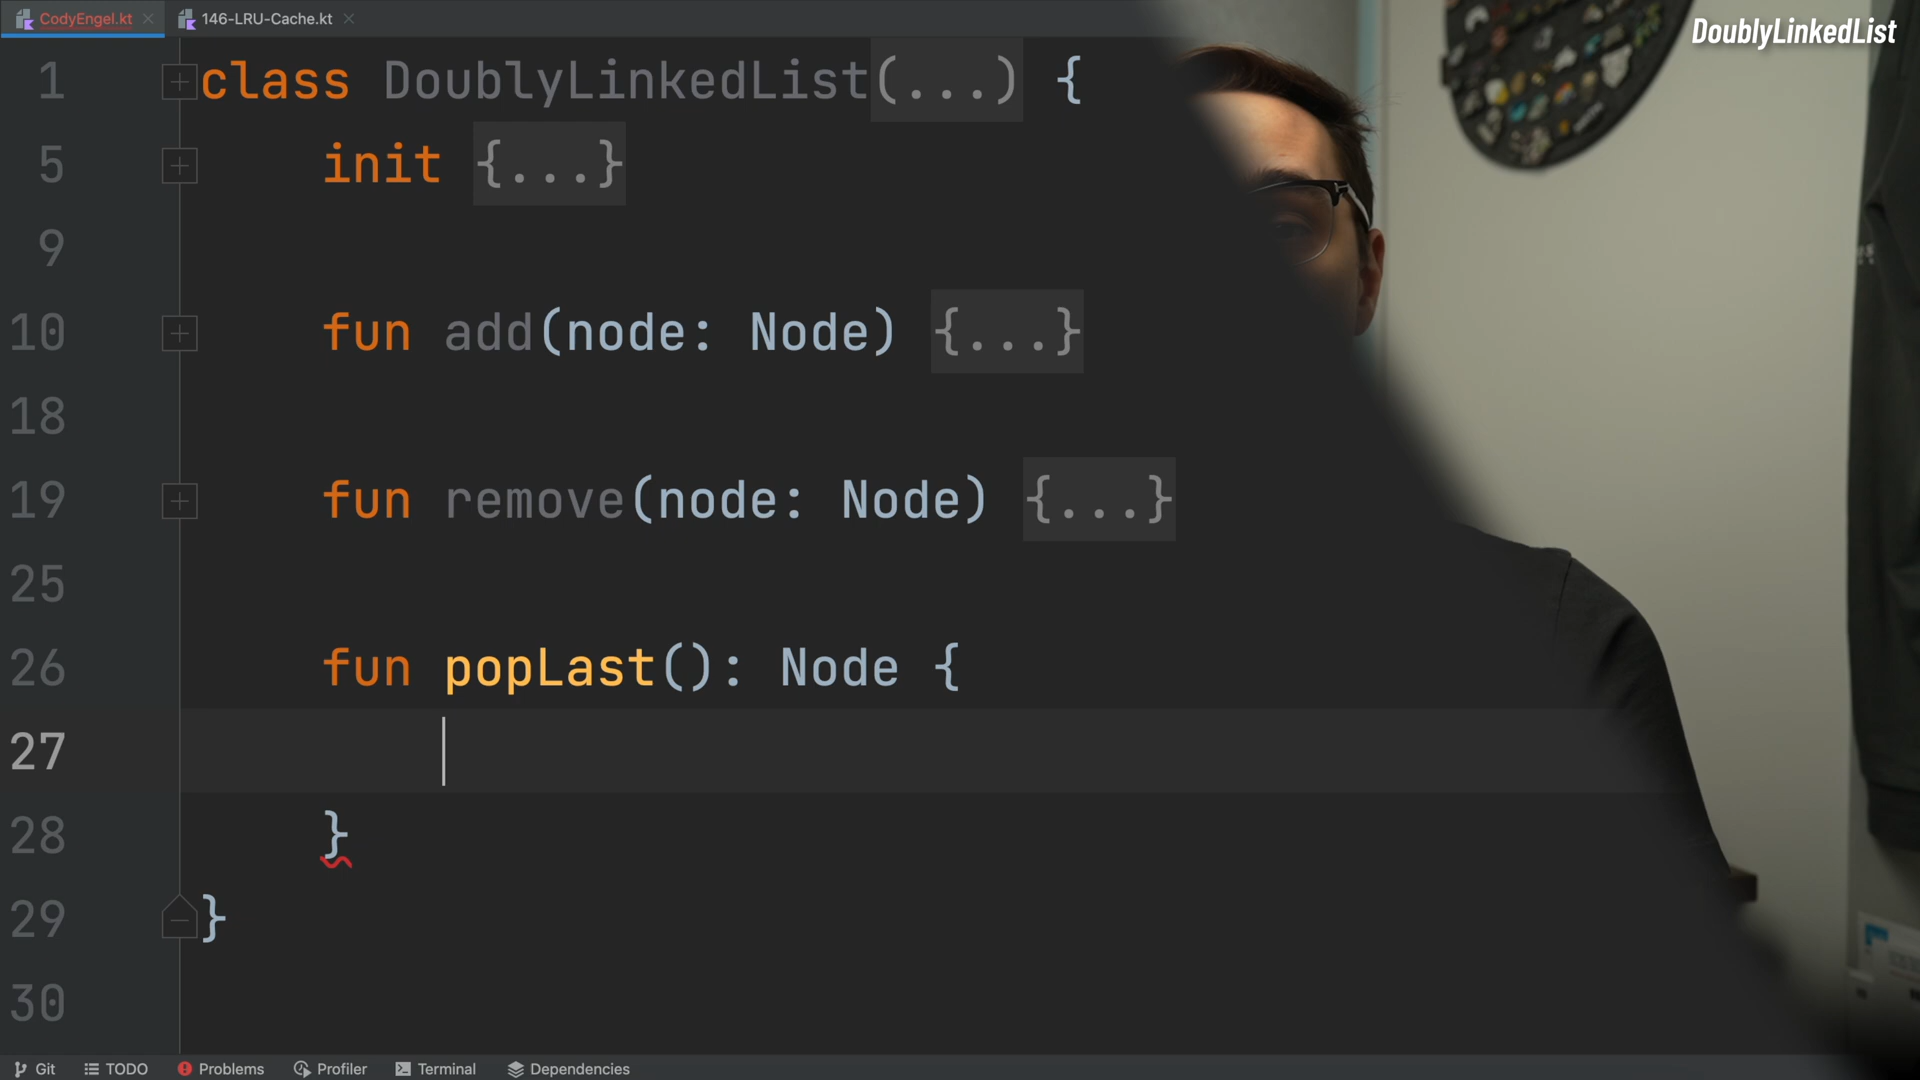 CodyEngel.kt
146-LRU-Cache.kt
DoublyLinkedList
1 class DoublyLinkedList(...) {
5 init {...}
9
10 fun add(node: Node) {...}
18
19 fun remove(node: Node) {...}
25
26 fun popLast(): Node {
27
28 }
29 }
30
Git TODO Problems Profiler Terminal Dependencies